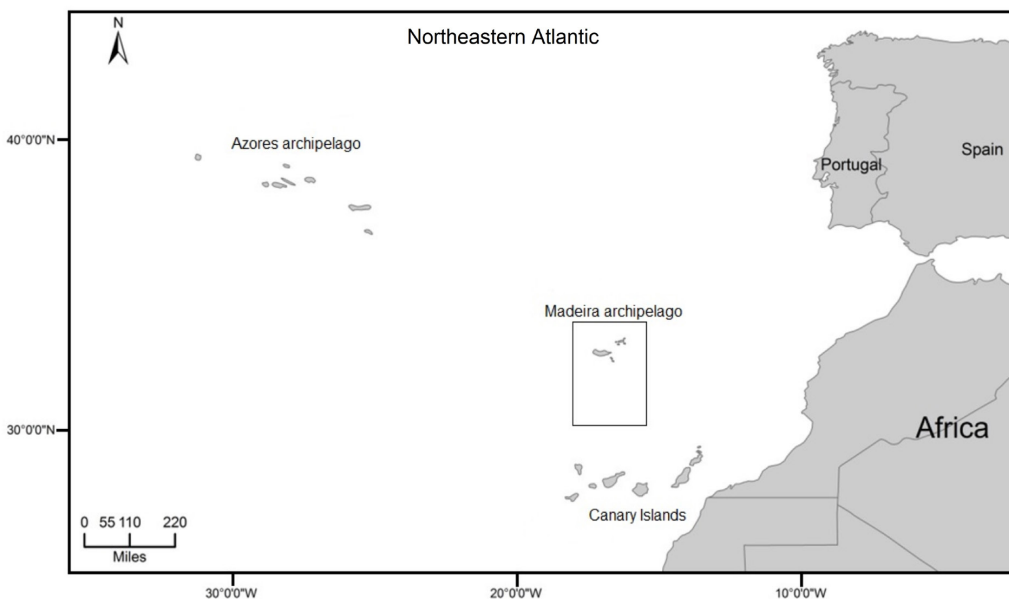 N
Northeastern Atlantic
40°0'0"N
Azores archipelago
Spain
Portugal
Madeira archipelago
30°0'0"N
Africa
Canary Islands
0 55 110 220
Miles
30°0'0"W 20°0'0"W 10°0'0"W